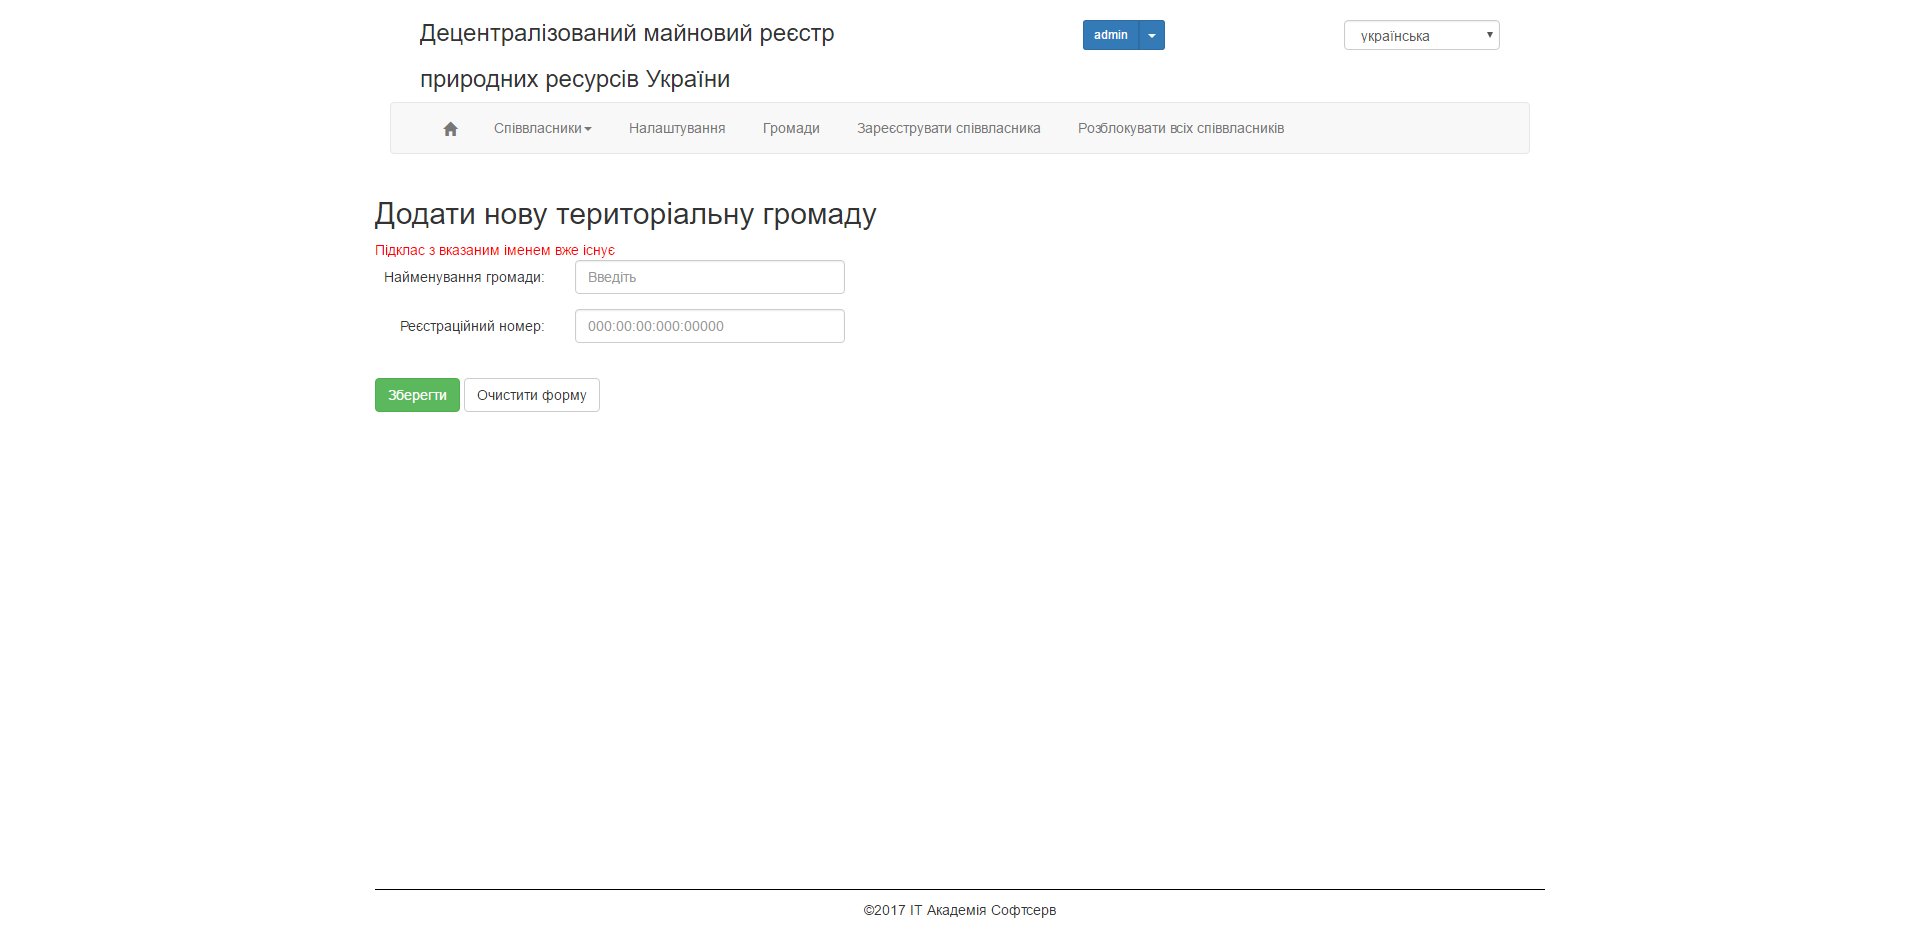 Децентралізований майновий реєстр
природних ресурсів України
admin
українська
Співвласники
Налаштування
Громади
Зареєструвати співвласника
Розблокувати всіх співвласників
Додати нову територіальну громаду
Підклас з вказаним іменем вже існує
Найменування громади:
Введіть
Реєстраційний номер:
000:00:00:000:00000
Зберегти
Очистити форму
©2017 IT Академія Софтсерв